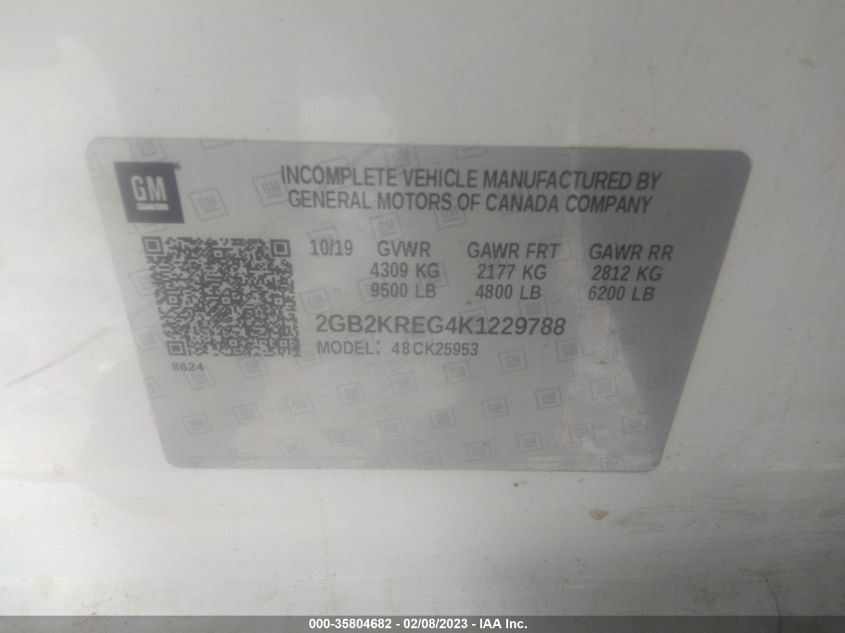 GM
INCOMPLETE VEHICLE MANUFACTURED BY
GENERAL MOTORS OF CANADA COMPANY
10/19 GVWR GAWR FRT GAWR RR
4309 KG 2177 KG 2812 KG
9500 LB 4800 LB 6200 LB
2GB2KREG4K1229788
MODEL: 48CK25953
8624
000-35804682 - 02/08/2023 - IAA Inc.